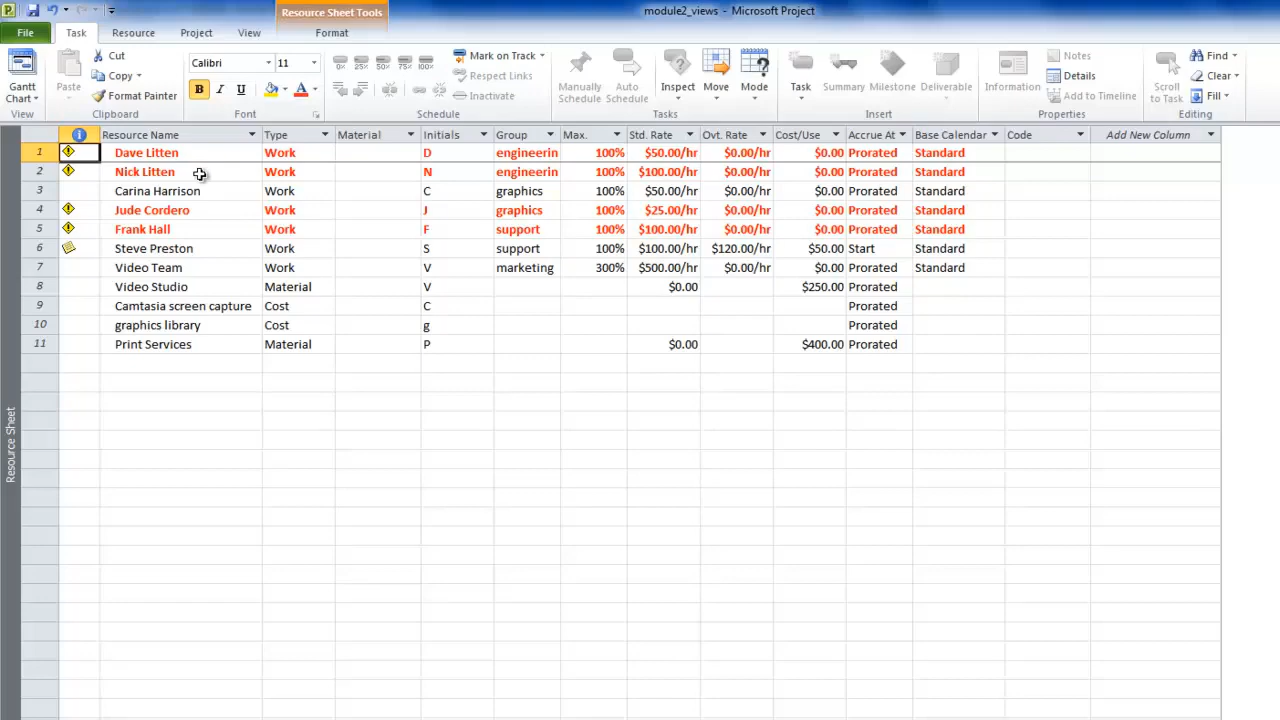 module2_views - Microsoft Project
Resource Sheet Tools
File Task Resource Project View Format
Gantt Chart
View
Paste
Cut
Copy
Format Painter
Clipboard
Calibri 11
B I U A
Font
0% 25% 50% 75% 100%
Mark on Track
Respect Links
Inactivate
Schedule
Manually Schedule
Auto Schedule
Inspect
Move
Mode
Tasks
Task
Summary
Milestone
Deliverable
Insert
Information
Notes
Details
Add to Timeline
Properties
Scroll to Task
Find
Clear
Fill
Editing
Resource Name Type Material Initials Group Max. Std. Rate Ovt. Rate Cost/Use Accrue At Base Calendar Code Add New Column
1 Dave Litten Work D engineerin 100% $50.00/hr $0.00/hr $0.00 Prorated Standard
2 Nick Litten Work N engineerin 100% $100.00/hr $0.00/hr $0.00 Prorated Standard
3 Carina Harrison Work C graphics 100% $50.00/hr $0.00/hr $0.00 Prorated Standard
4 Jude Cordero Work J graphics 100% $25.00/hr $0.00/hr $0.00 Prorated Standard
5 Frank Hall Work F support 100% $100.00/hr $0.00/hr $0.00 Prorated Standard
6 Steve Preston Work S support 100% $100.00/hr $120.00/hr $50.00 Start Standard
7 Video Team Work V marketing 300% $500.00/hr $0.00/hr $0.00 Prorated Standard
8 Video Studio Material V $0.00 $250.00 Prorated
9 Camtasia screen capture Cost C Prorated
10 graphics library Cost g Prorated
11 Print Services Material P $0.00 $400.00 Prorated
Resource Sheet